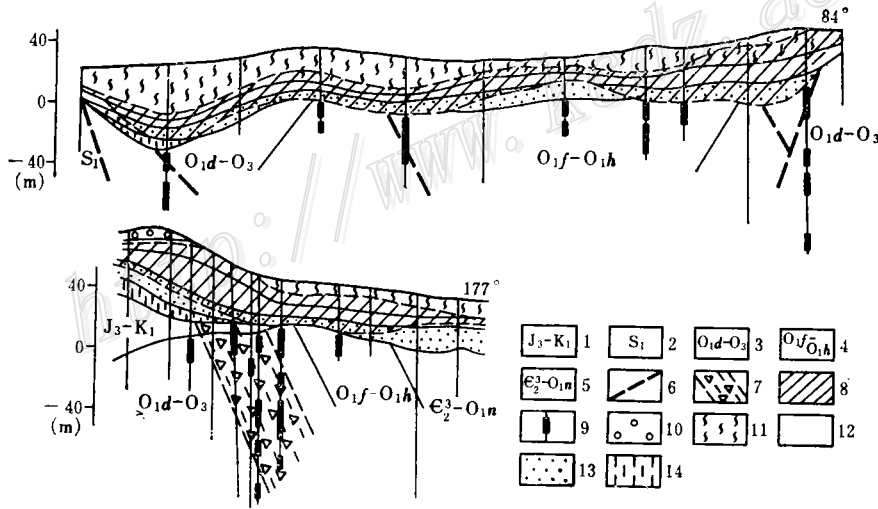 84°
40
0
-40
(m)
S₁
O₁d-O₃
O₁f-O₁h
O₁d-O₃
177°
40
0
-40
(m)
J₃-K₁
O₁d-O₃
O₁f-O₁h
Є₂³-O₁n
J₃-K₁ 1
S₁ 2
O₁d-O₃ 3
O₁f-O₁h 4
Є₂³-O₁n 5
6
7
8
9
10
11
12
13
14